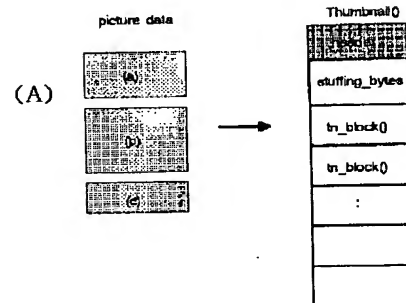 picture data
Thumbnail()
(A)
(a)
stuffing_bytes
(b)
tn_block()
tn_block()
: